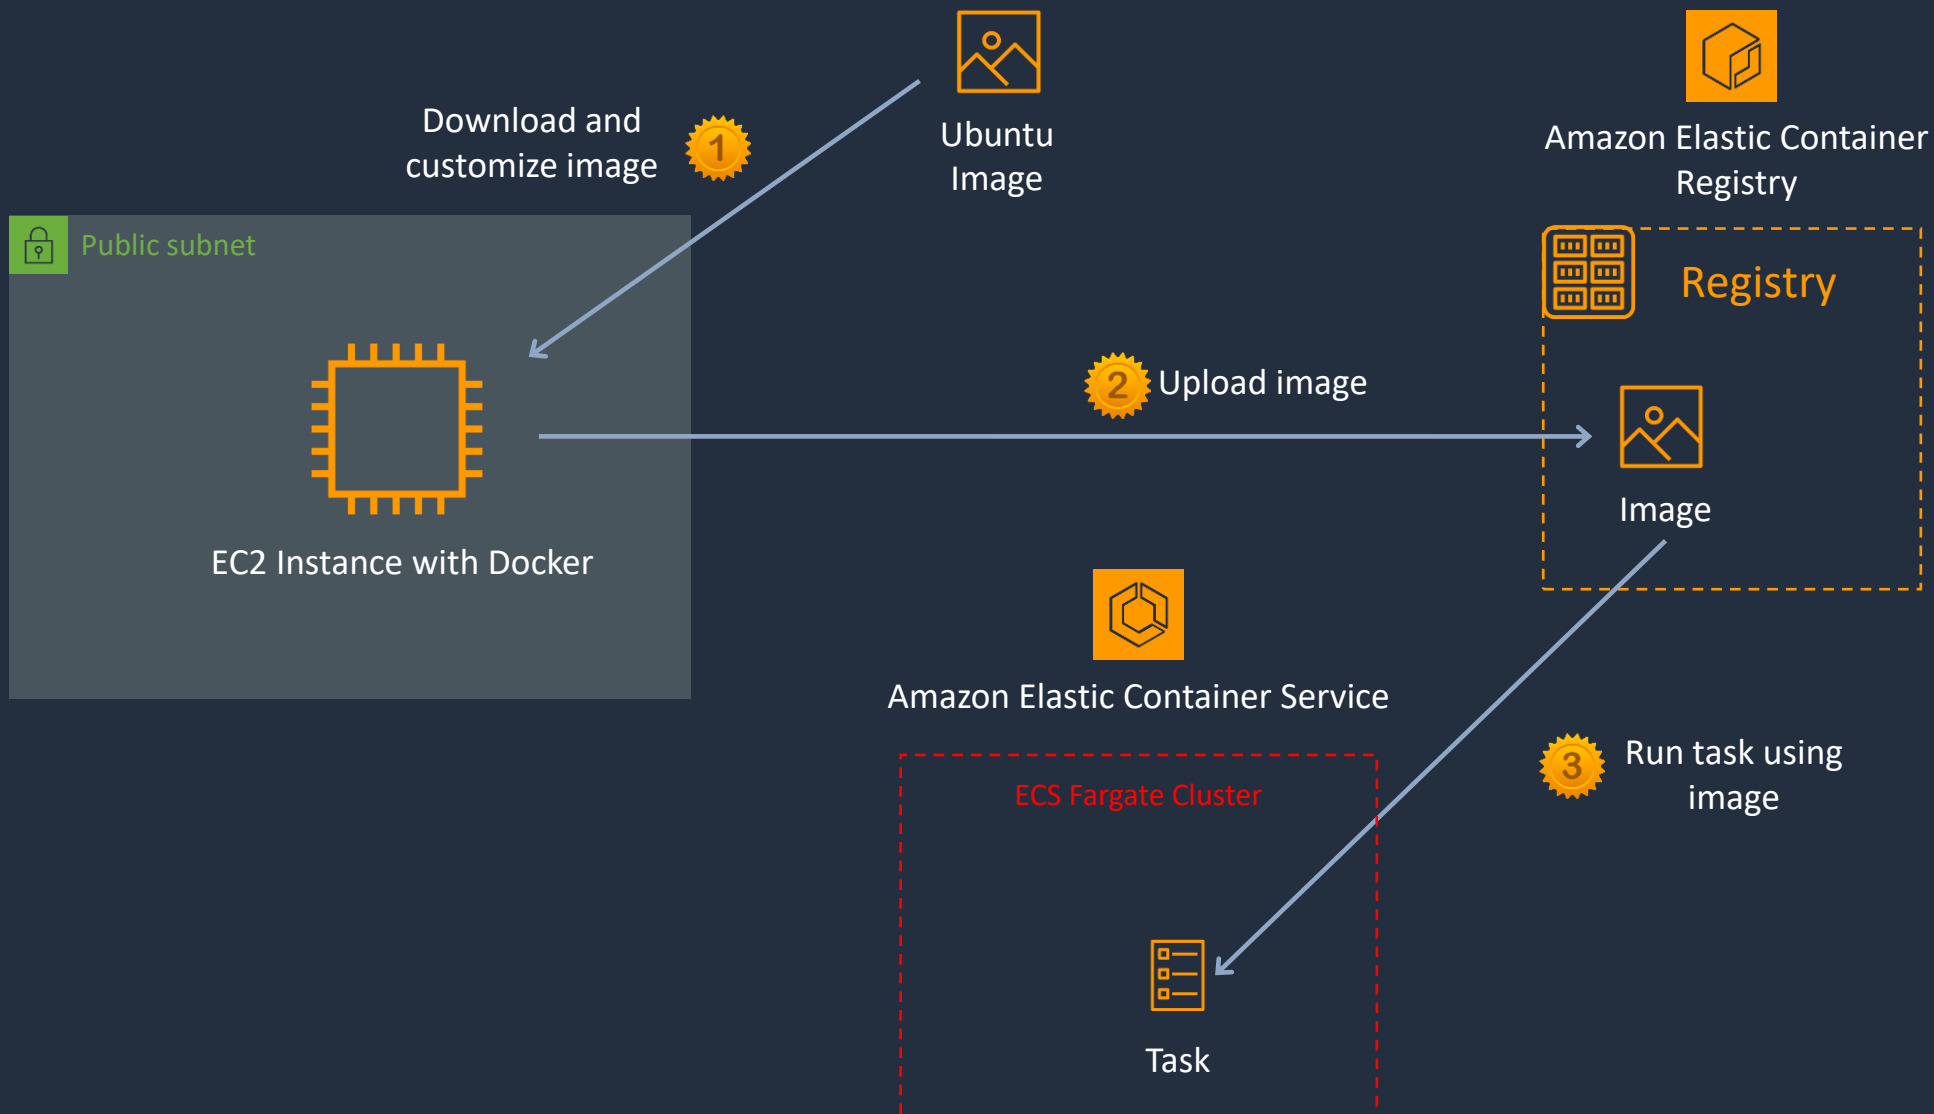 Download and
customize image
1
Ubuntu
Image
Amazon Elastic Container
Registry
Public subnet
Registry
2
Upload image
Image
EC2 Instance with Docker
Amazon Elastic Container Service
3
Run task using
image
ECS Fargate Cluster
Task